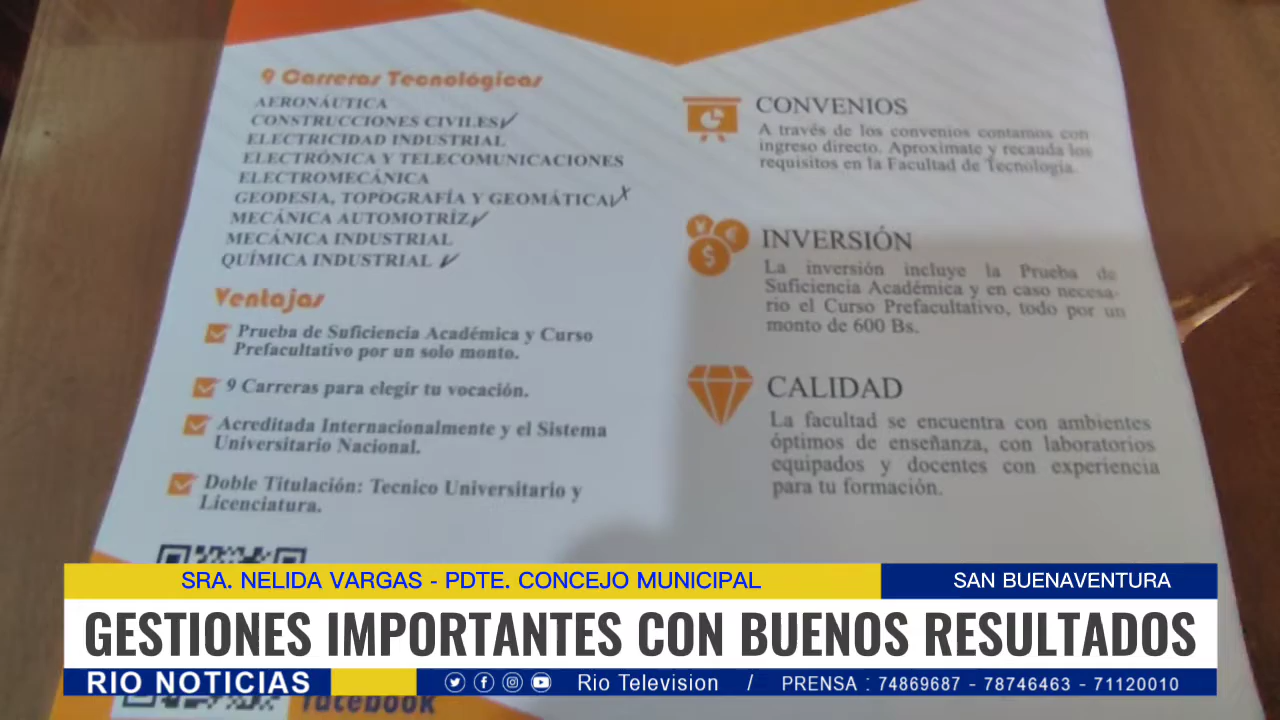 9 Carreras Tecnológicas
AERONÁUTICA
CONSTRUCCIONES CIVILES
ELECTRICIDAD INDUSTRIAL
ELECTRÓNICA Y TELECOMUNICACIONES
ELECTROMECÁNICA
GEODESIA, TOPOGRAFÍA Y GEOMÁTICA
MECÁNICA AUTOMOTRÍZ
MECÁNICA INDUSTRIAL
QUÍMICA INDUSTRIAL
Ventajas
Prueba de Suficiencia Académica y Curso
Prefacultativo por un solo monto.
9 Carreras para elegir tu vocación.
Acreditada Internacionalmente y el Sistema
Universitario Nacional.
Doble Titulación: Tecnico Universitario y
Licenciatura.
CONVENIOS
A través de los convenios contamos con
ingreso directo. Aproximate y recauda los
requisitos en la Facultad de Tecnología.
INVERSIÓN
La inversión incluye la Prueba de
Suficiencia Académica y en caso necesa-
rio el Curso Prefacultativo, todo por un
monto de 600 Bs.
CALIDAD
La facultad se encuentra con ambientes
óptimos de enseñanza, con laboratorios
equipados y docentes con experiencia
para tu formación.
SRA. NELIDA VARGAS - PDTE. CONCEJO MUNICIPAL
SAN BUENAVENTURA
GESTIONES IMPORTANTES CON BUENOS RESULTADOS
RIO NOTICIAS
Rio Television / PRENSA : 74869687 - 78746463 - 71120010
facebook